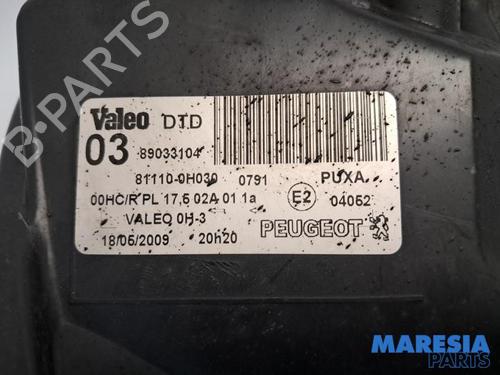 B-PARTS
Valeo DTD
03 89033104
81110-0H030 0791 PUXA
00HC/R PL 17,5 02A 01 1a E2 04052
VALEO 0H-3
18/05/2009 20h20 PEUGEOT
MARESIA
PARTS